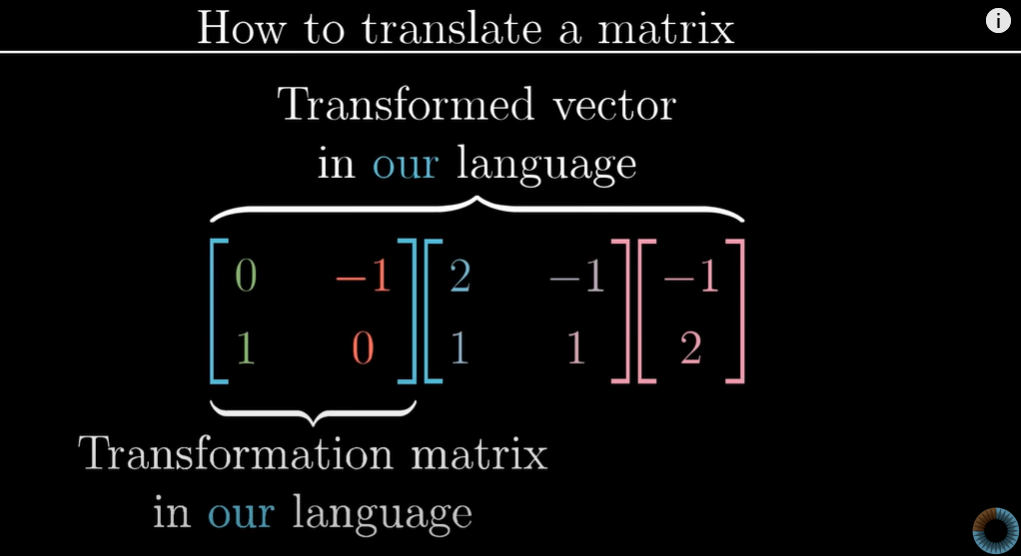 How to translate a matrix
i
Transformed vector
in our language
[0 −1] [2 −1] [−1]
[1 0] [1 1] [2]
Transformation matrix
in our language